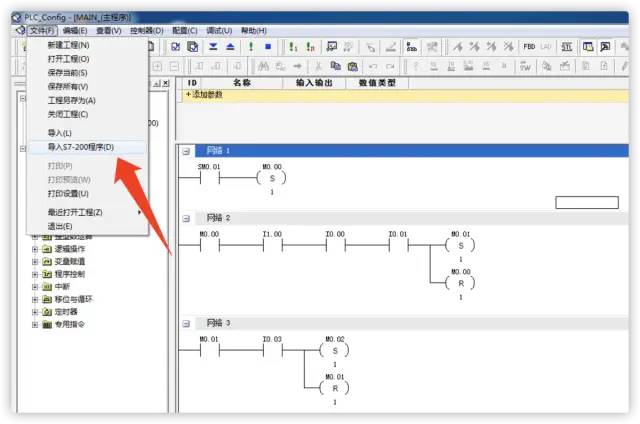 PLC_Config - [MAIN_(主程序)]
文件(F) 编辑(E) 查看(V) 控制器(D) 配置(C) 调试(U) 帮助(H)
新建工程(N)
打开工程(O)
保存当前(S)
保存所有(V)
工程另存为(A)
关闭工程(C)
导入(L)
导入S7-200程序(D)
打印(P)
打印预览(W)
打印设置(U)
最近打开工程(Z)
退出(E)
逻辑操作
变量赋值
程序控制
中断
移位与循环
定时器
专用指令
FBD LAD STL
ID 名称 输入输出 数值类型
+添加参数
网络 1
SM0.01 M0.00
S
1
网络 2
M0.00 I1.00 I0.00 I0.01 M0.01
S
1
M0.00
R
1
网络 3
M0.01 I0.03 M0.02
S
1
M0.01
R
1